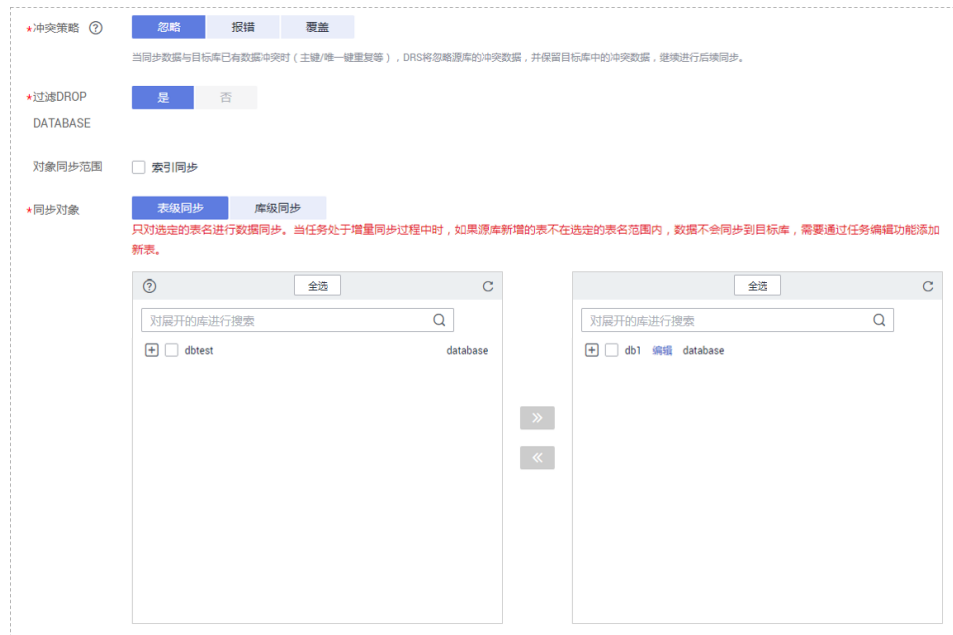 *冲突策略 ? 忽略 报错 覆盖
当同步数据与目标库已有数据冲突时（主键/唯一键重复等），DRS将忽略源库的冲突数据，并保留目标库中的冲突数据，继续进行后续同步。
*过滤DROP 是 否
DATABASE
对象同步范围 索引同步
*同步对象 表级同步 库级同步
只对选定的表名进行数据同步。当任务处于增量同步过程中时，如果源库新增的表不在选定的表名范围内，数据不会同步到目标库，需要通过任务编辑功能添加
新表。
? 全选 全选
对展开的库进行搜索 对展开的库进行搜索
dbtest database db1 编辑 database